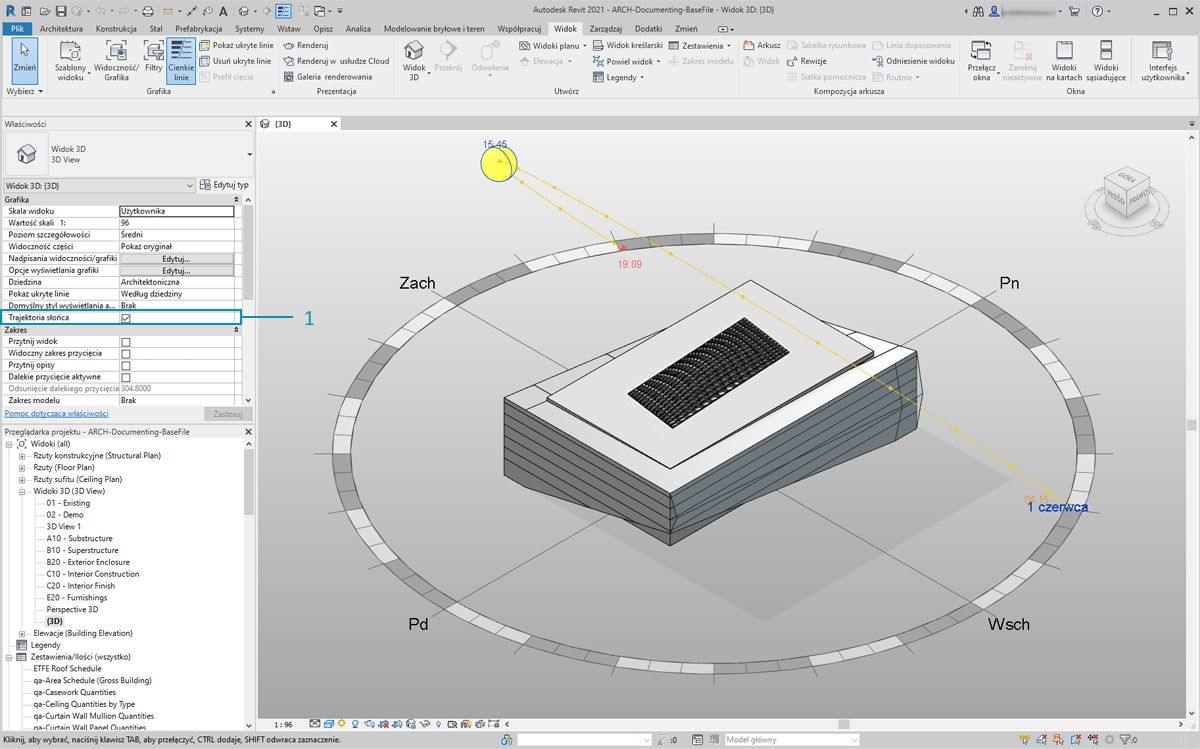 Autodesk Revit 2021 - ARCH-Documenting-BaseFile - Widok 3D: {3D}
Plik Architektura Konstrukcja Stal Prefabrykacja Systemy Wstaw Opisz Analiza Modelowanie bryłowe i teren Współpracuj Widok Zarządzaj Dodatki Zmień
Zmień
Wybierz
Szablony widoku
Widoczność/ Grafika
Filtry
Cienkie linie
Pokaż ukryte linie
Usuń ukryte linie
Profil cięcia
Grafika
Renderuj
Renderuj w usłudze Cloud
Galeria renderowania
Prezentacja
Widok 3D
Przekrój
Odwołanie
Widoki planu
Elewacja
Widok kreślarski
Powiel widok
Legendy
Zestawienia
Zakres modelu
Utwórz
Arkusz
Widok
Tabelka rysunkowa
Rewizje
Siatka pomocnicza
Linia dopasowania
Odniesienie widoku
Rzutnie
Kompozycja arkusza
Przełącz okna
Zamknij nieaktywne
Widoki na kartach
Widoki sąsiadujące
Okna
Interfejs użytkownika
Właściwości
Widok 3D
3D View
Widok 3D: {3D}
Edytuj typ
Grafika
Skala widoku Użytkownika
Wartość skali 1: 96
Poziom szczegółowości Średni
Widoczność części Pokaż oryginał
Nadpisania widoczności/grafiki Edytuj...
Opcje wyświetlania grafiki Edytuj...
Dziedzina Architektoniczna
Pokaż ukryte linie Według dziedziny
Domyślny styl wyświetlania a... Brak
Trajektoria słońca
Zakres
Przytnij widok
Widoczny zakres przycięcia
Przytnij opisy
Dalekie przycięcie aktywne
Odsunięcie dalekiego przycięcia 304.8000
Zakres modelu Brak
Pomoc dotycząca właściwości
Zastosuj
Przeglądarka projektu - ARCH-Documenting-BaseFile
Widoki (all)
Rzuty konstrukcyjne (Structural Plan)
Rzuty (Floor Plan)
Rzuty sufitu (Ceiling Plan)
Widoki 3D (3D View)
01 - Existing
02 - Demo
3D View 1
A10 - Substructure
B10 - Superstructure
B20 - Exterior Enclosure
C10 - Interior Construction
C20 - Interior Finish
E20 - Furnishings
Perspective 3D
{3D}
Elewacje (Building Elevation)
Legendy
Zestawienia/Ilości (wszystko)
ETFE Roof Schedule
qa-Area Schedule (Gross Building)
qa-Casework Quantities
qa-Ceiling Quantities by Type
qa-Curtain Wall Mullion Quantities
qa-Curtain Wall Panel Quantities
{3D}
15:45
19:09
Zach
Pn
Pd
Wsch
04:15
1 czerwca
1
GÓRA
PRZÓD
PRAWO
1 : 96
Kliknij, aby wybrać, naciśnij klawisz TAB, aby przełączyć, CTRL dodaje, SHIFT odwraca zaznaczenie.
:0
Model główny
:0